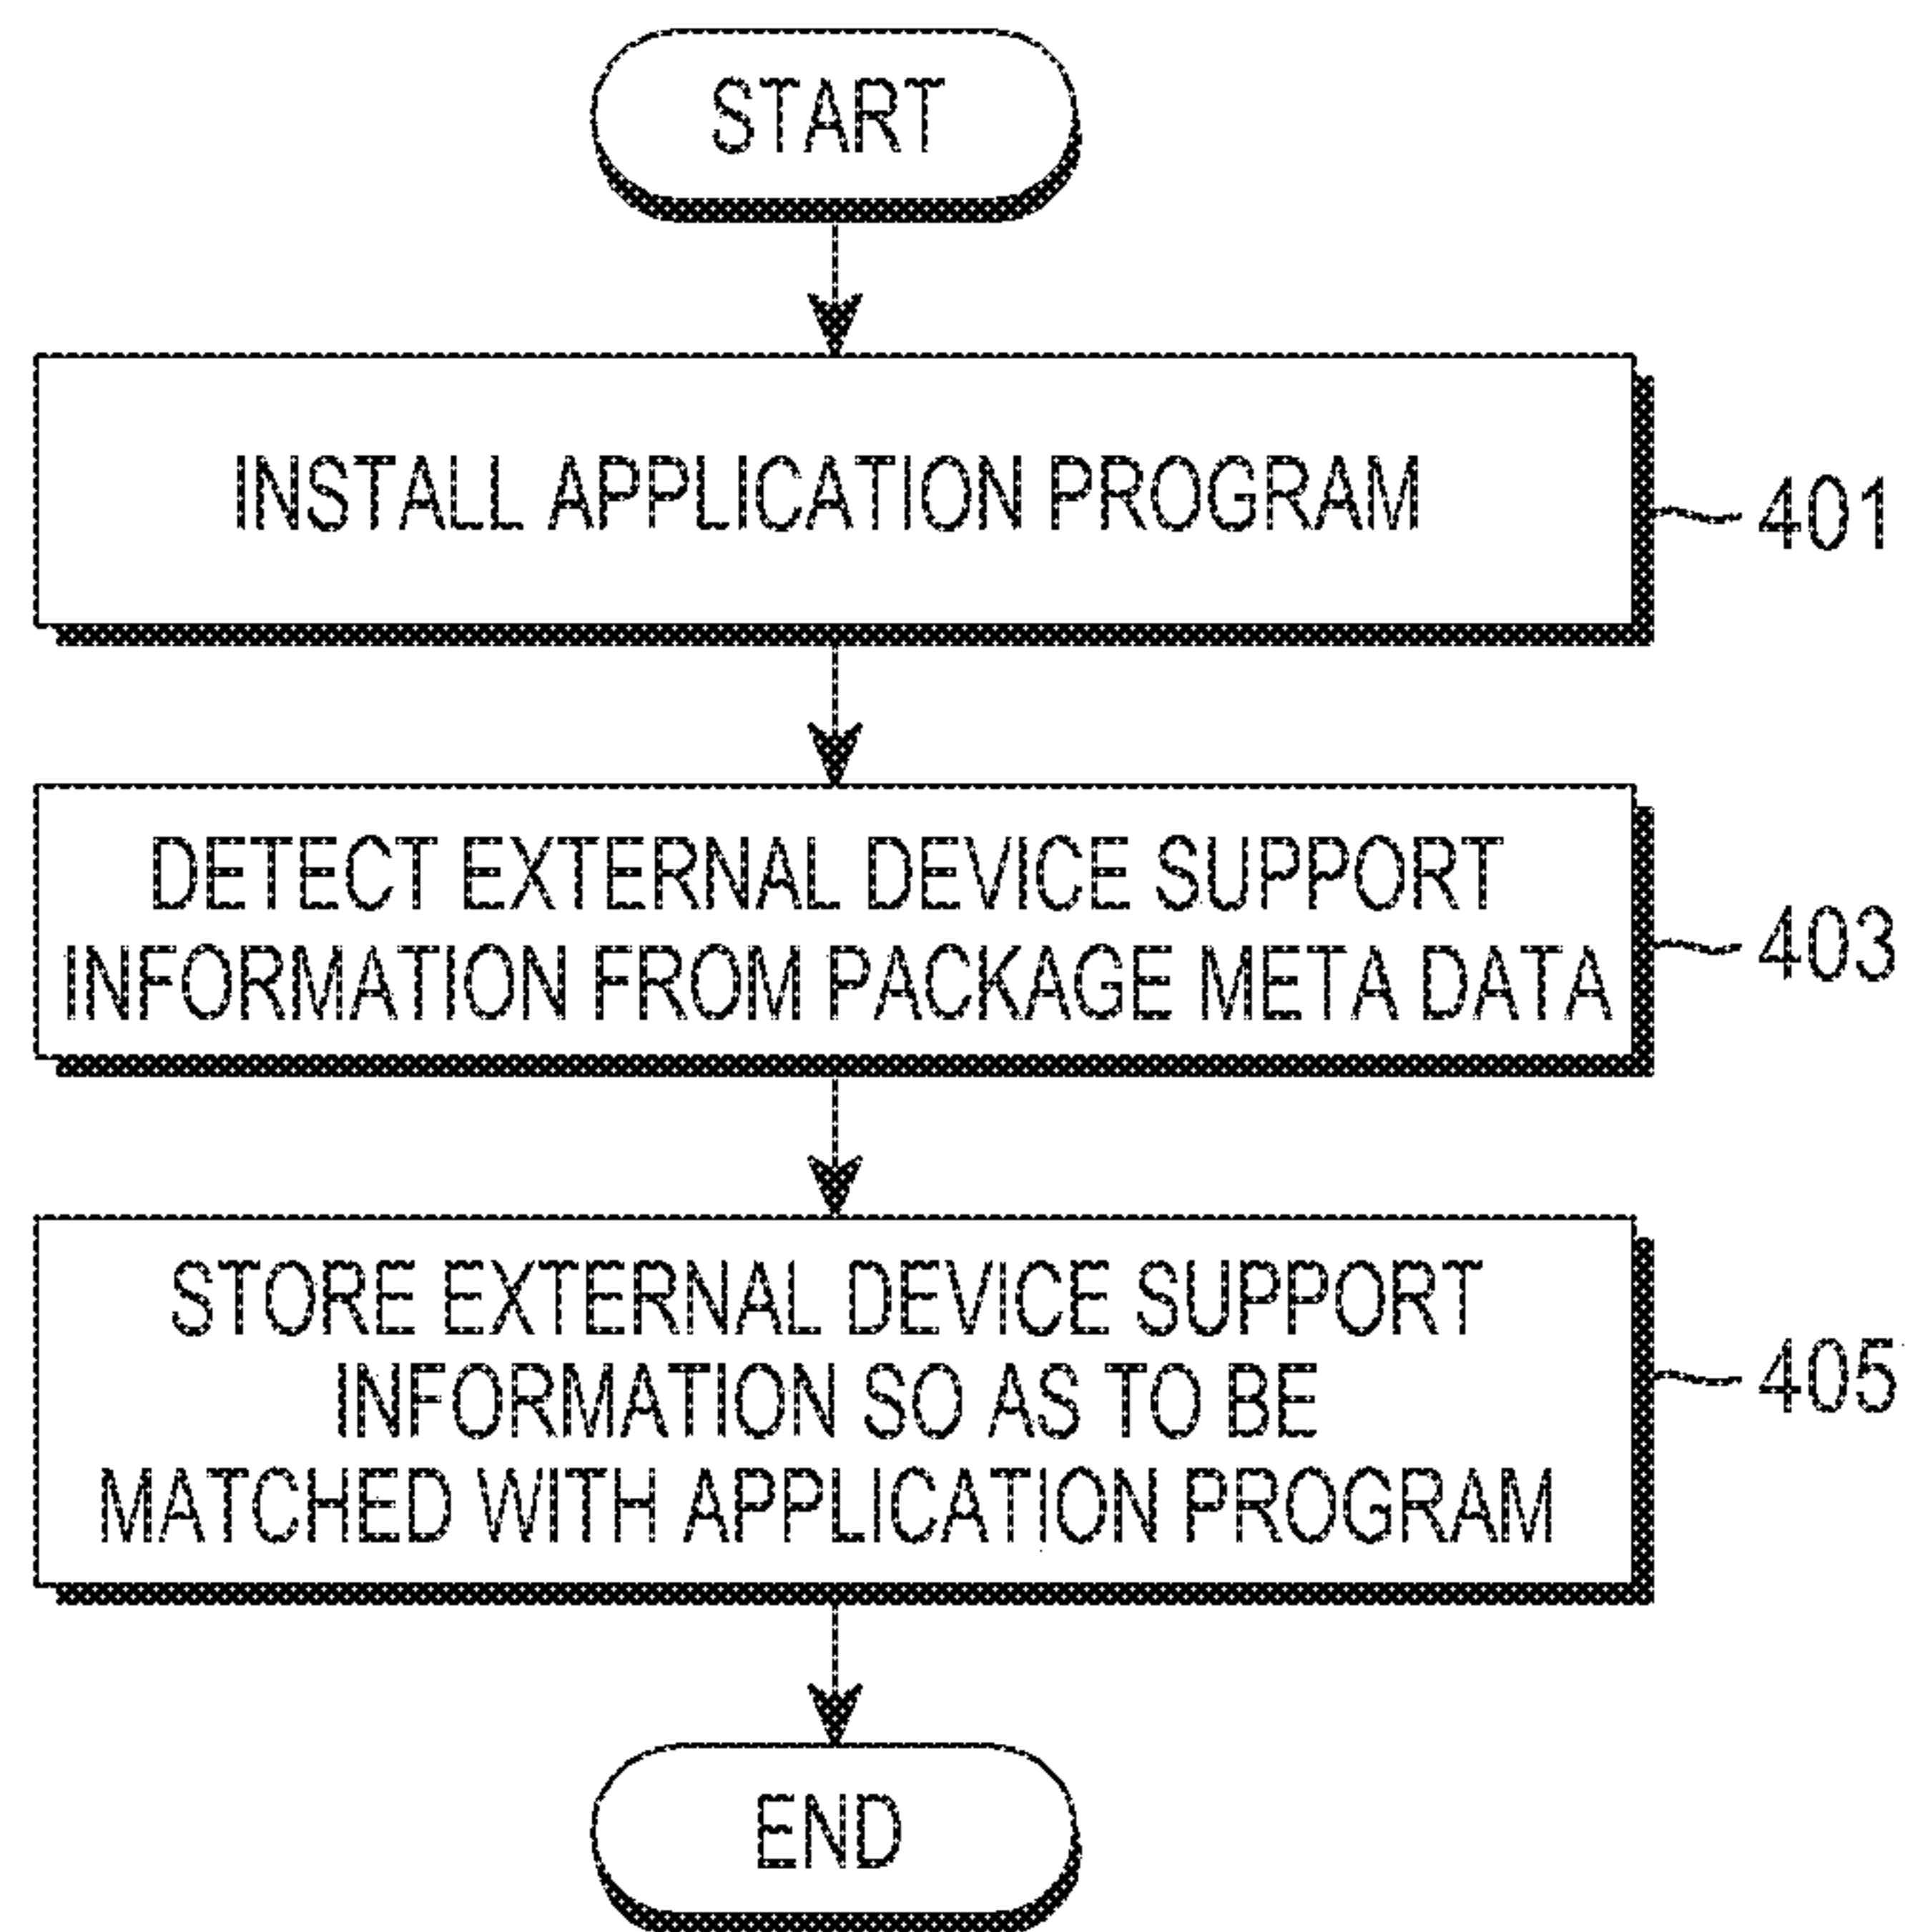 START
INSTALL APPLICATION PROGRAM
401
DETECT EXTERNAL DEVICE SUPPORT
INFORMATION FROM PACKAGE META DATA
403
STORE EXTERNAL DEVICE SUPPORT
INFORMATION SO AS TO BE
MATCHED WITH APPLICATION PROGRAM
405
END